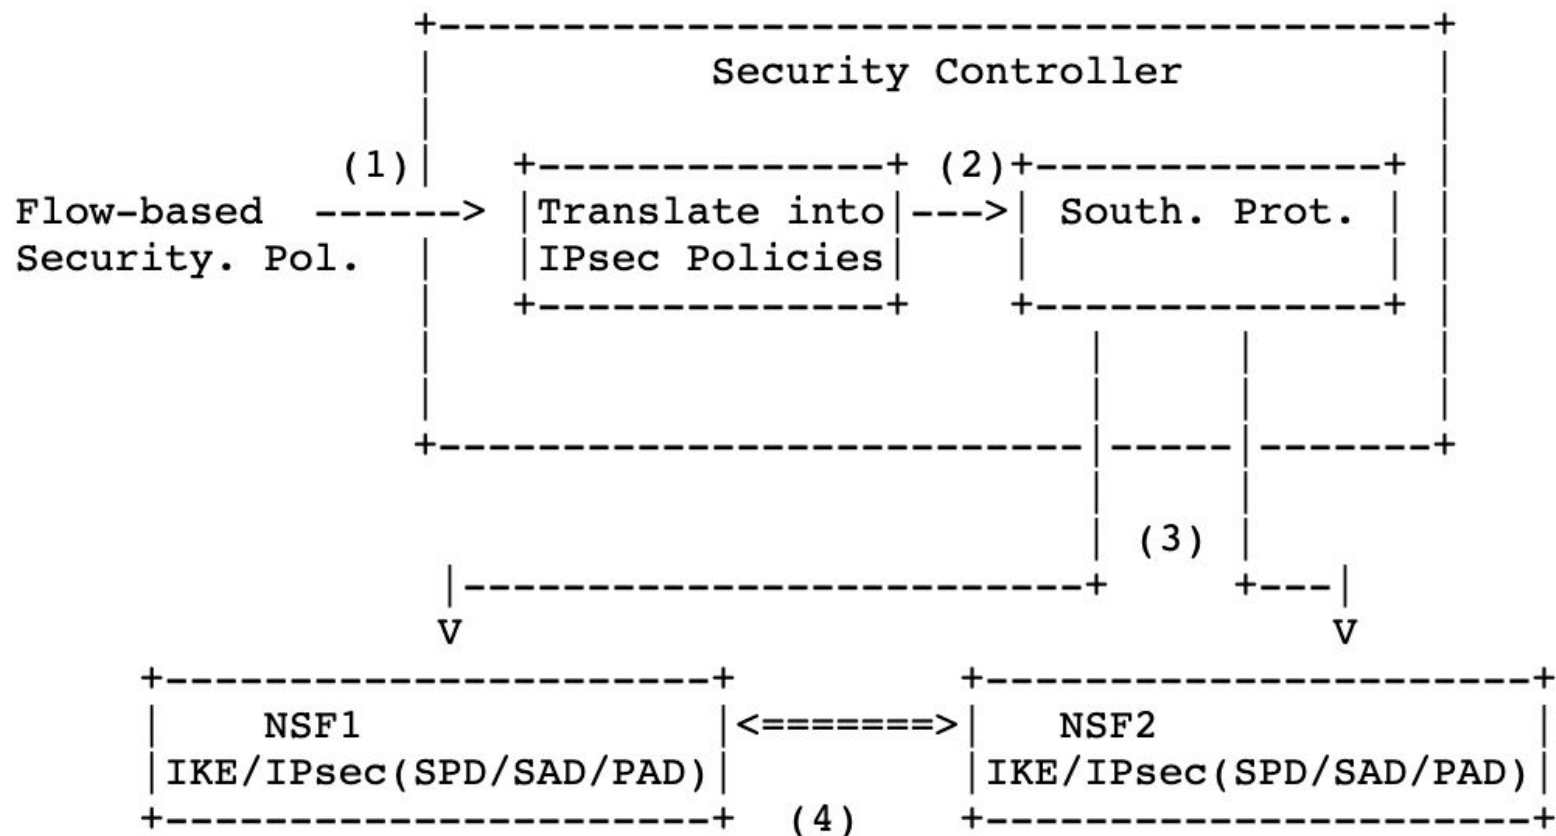 Security Controller
(1) (2)
Flow-based ------> |Translate into|--->| South. Prot. |
Security. Pol. |IPsec Policies|
(3)
V V
NSF1 <=======> NSF2
IKE/IPsec(SPD/SAD/PAD) IKE/IPsec(SPD/SAD/PAD)
(4)